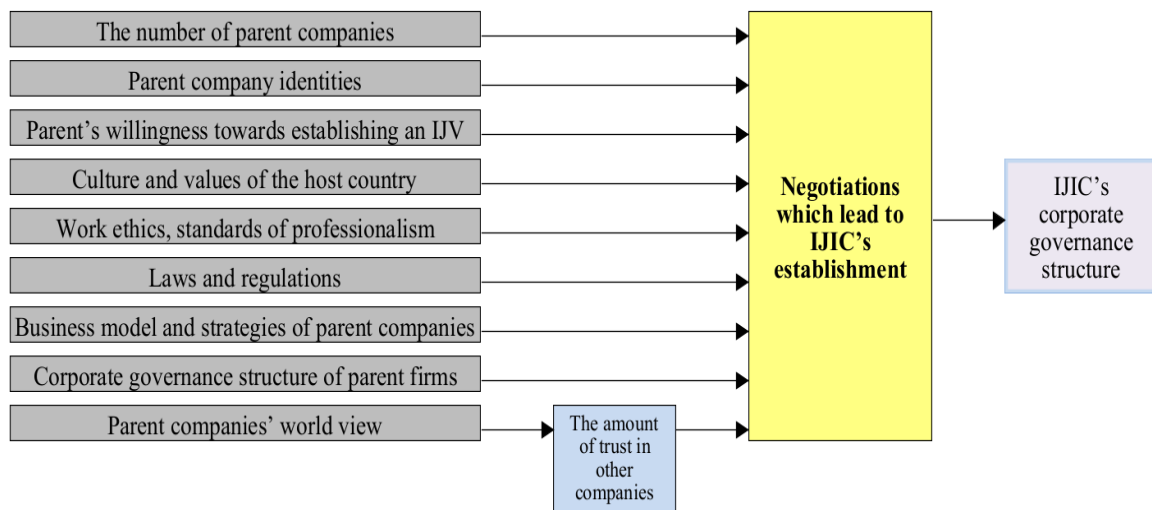 The number of parent companies
Parent company identities
Parent’s willingness towards establishing an IJV
Culture and values of the host country
Work ethics, standards of professionalism
Laws and regulations
Business model and strategies of parent companies
Corporate governance structure of parent firms
Parent companies’ world view
The amount
of trust in
other
companies
Negotiations
which lead to
IJIC’s
establishment
IJIC’s
corporate
governance
structure